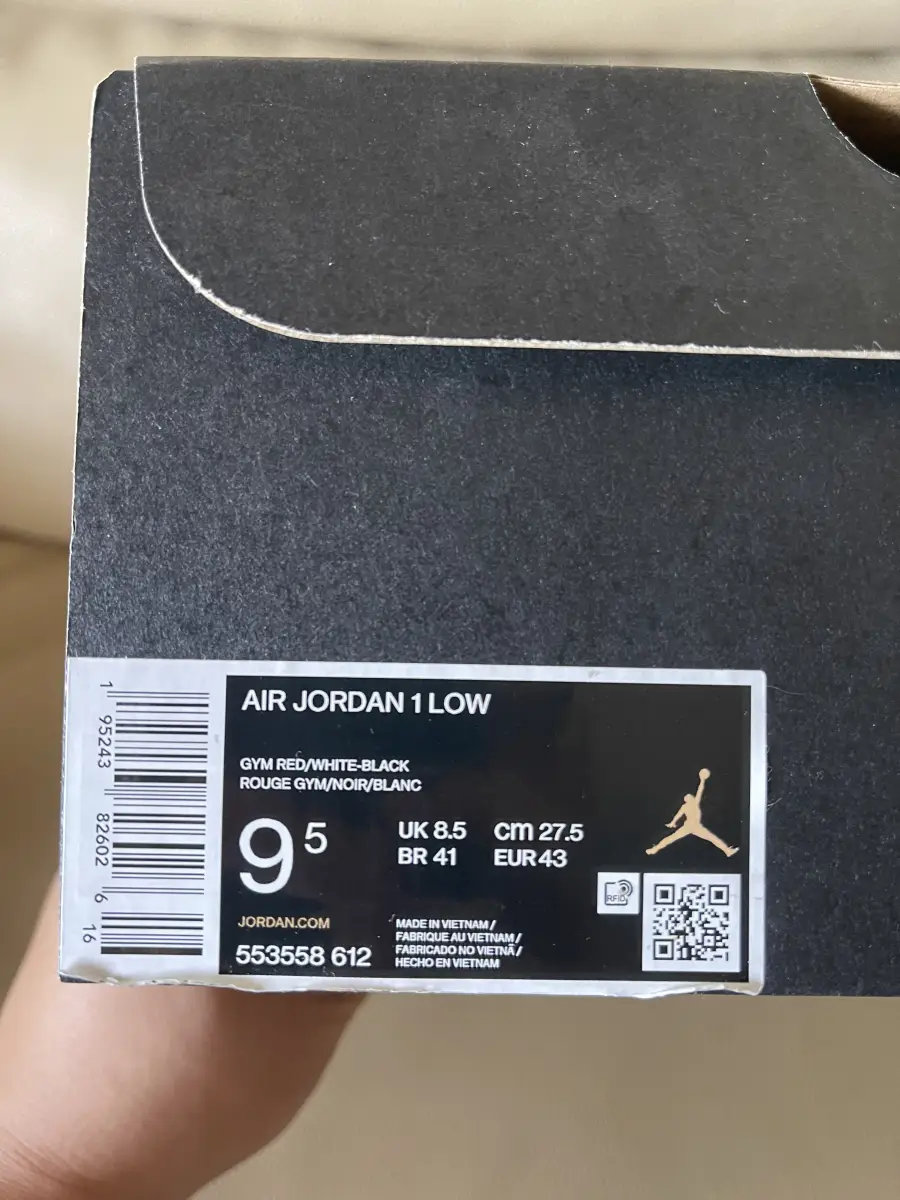 AIR JORDAN 1 LOW
GYM RED/WHITE-BLACK
ROUGE GYM/NOIR/BLANC
9 5
UK 8.5 cm 27.5
BR 41 EUR 43
RFID
JORDAN.COM
553558 612
MADE IN VIETNAM /
FABRIQUE AU VIETNAM /
FABRICADO NO VIETNÃ /
HECHO EN VIETNAM
1 95243 82602 6 16